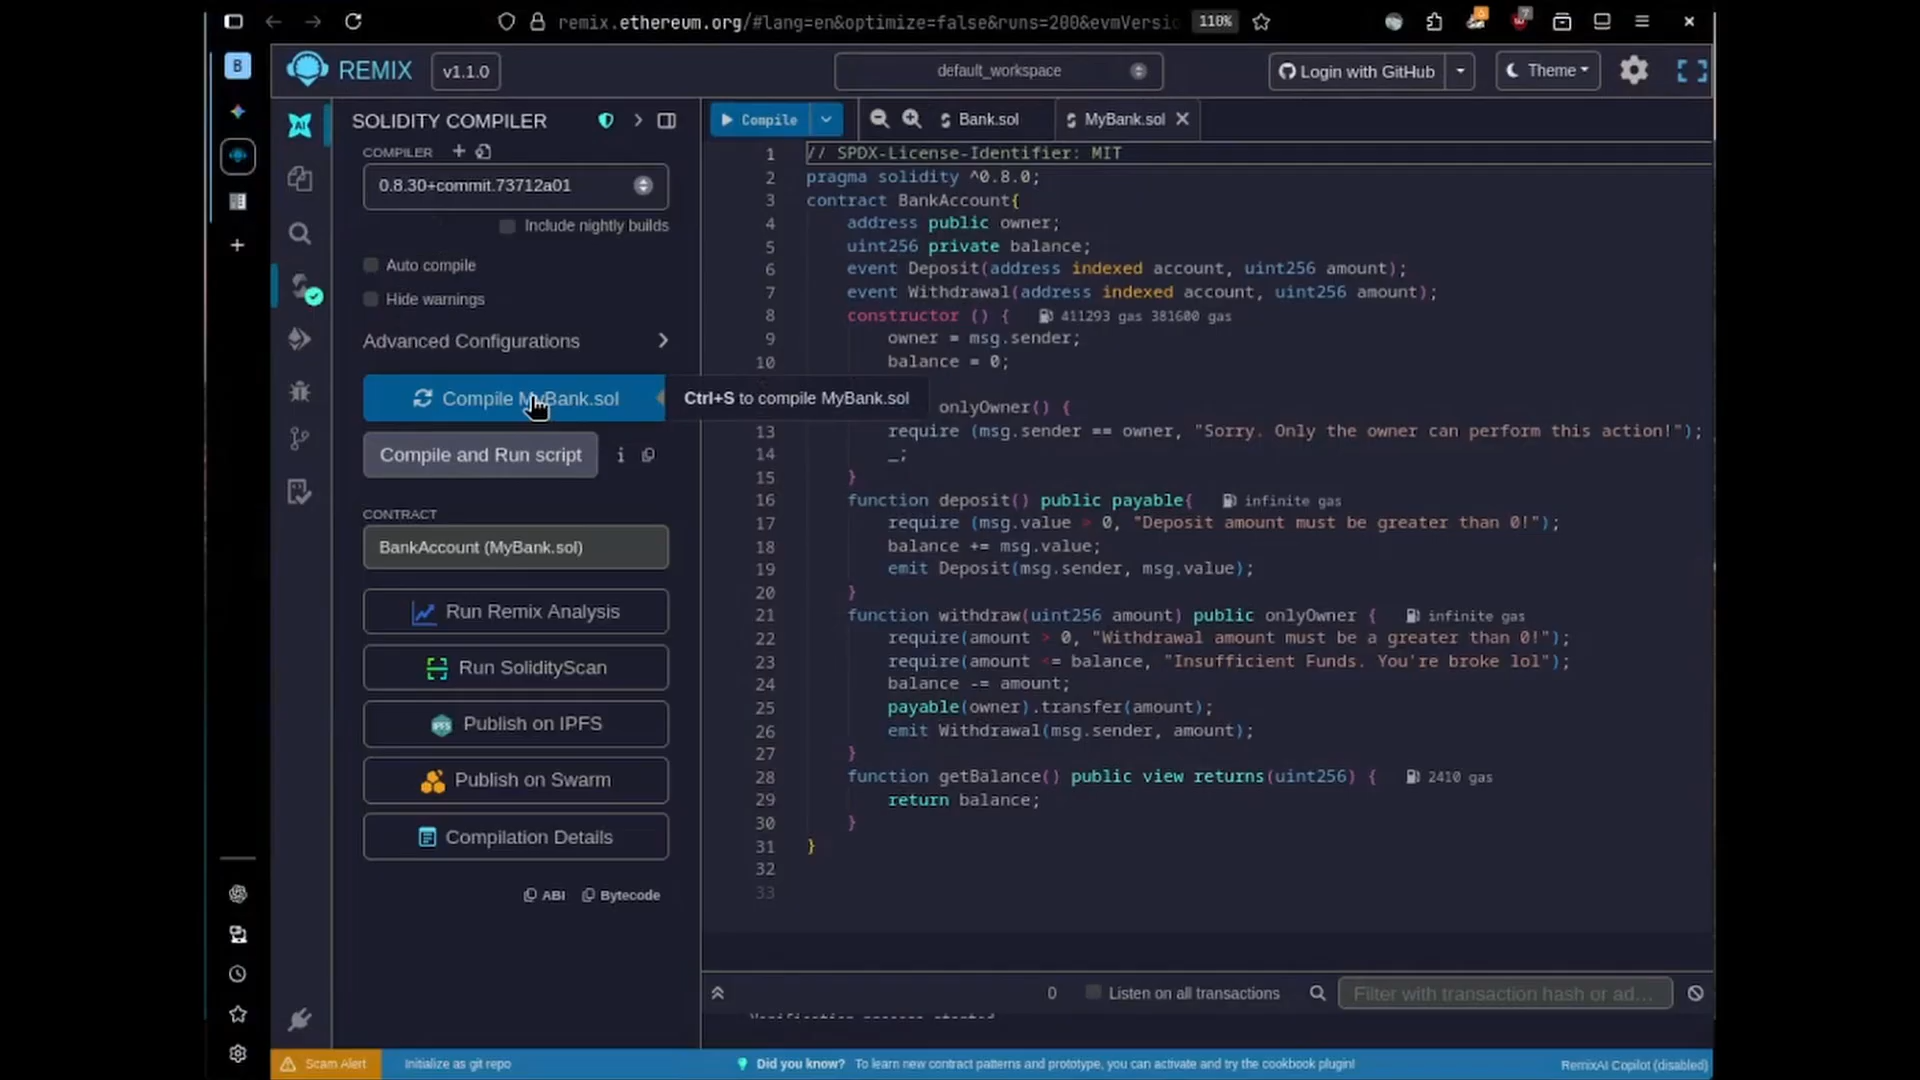 remix.ethereum.org/#lang=en&optimize=false&runs=200&evmVersic
110%
REMIX
v1.1.0
default_workspace
Login with GitHub
Theme
B
AI
SOLIDITY COMPILER
COMPILER
0.8.30+commit.73712a01
Include nightly builds
Auto compile
Hide warnings
Advanced Configurations
Compile MyBank.sol
Ctrl+S to compile MyBank.sol
Compile and Run script
i
CONTRACT
BankAccount (MyBank.sol)
Run Remix Analysis
Run SolidityScan
IPFS
Publish on IPFS
Publish on Swarm
Compilation Details
ABI
Bytecode
Compile
Bank.sol
MyBank.sol
1 // SPDX-License-Identifier: MIT
2 pragma solidity ^0.8.0;
3 contract BankAccount{
4 address public owner;
5 uint256 private balance;
6 event Deposit(address indexed account, uint256 amount);
7 event Withdrawal(address indexed account, uint256 amount);
8 constructor () { 411293 gas 381600 gas
9 owner = msg.sender;
10 balance = 0;
onlyOwner() {
13 require (msg.sender == owner, "Sorry. Only the owner can perform this action!");
14 _;
15 }
16 function deposit() public payable{ infinite gas
17 require (msg.value > 0, "Deposit amount must be greater than 0!");
18 balance += msg.value;
19 emit Deposit(msg.sender, msg.value);
20 }
21 function withdraw(uint256 amount) public onlyOwner { infinite gas
22 require(amount > 0, "Withdrawal amount must be a greater than 0!");
23 require(amount <= balance, "Insufficient Funds. You're broke lol");
24 balance -= amount;
25 payable(owner).transfer(amount);
26 emit Withdrawal(msg.sender, amount);
27 }
28 function getBalance() public view returns(uint256) { 2410 gas
29 return balance;
30 }
31 }
32
33
0
Listen on all transactions
Filter with transaction hash or ad...
Verification process started
Scam Alert
Initialize as git repo
Did you know? To learn new contract patterns and prototype, you can activate and try the cookbook plugin!
RemixAI Copilot (disabled)